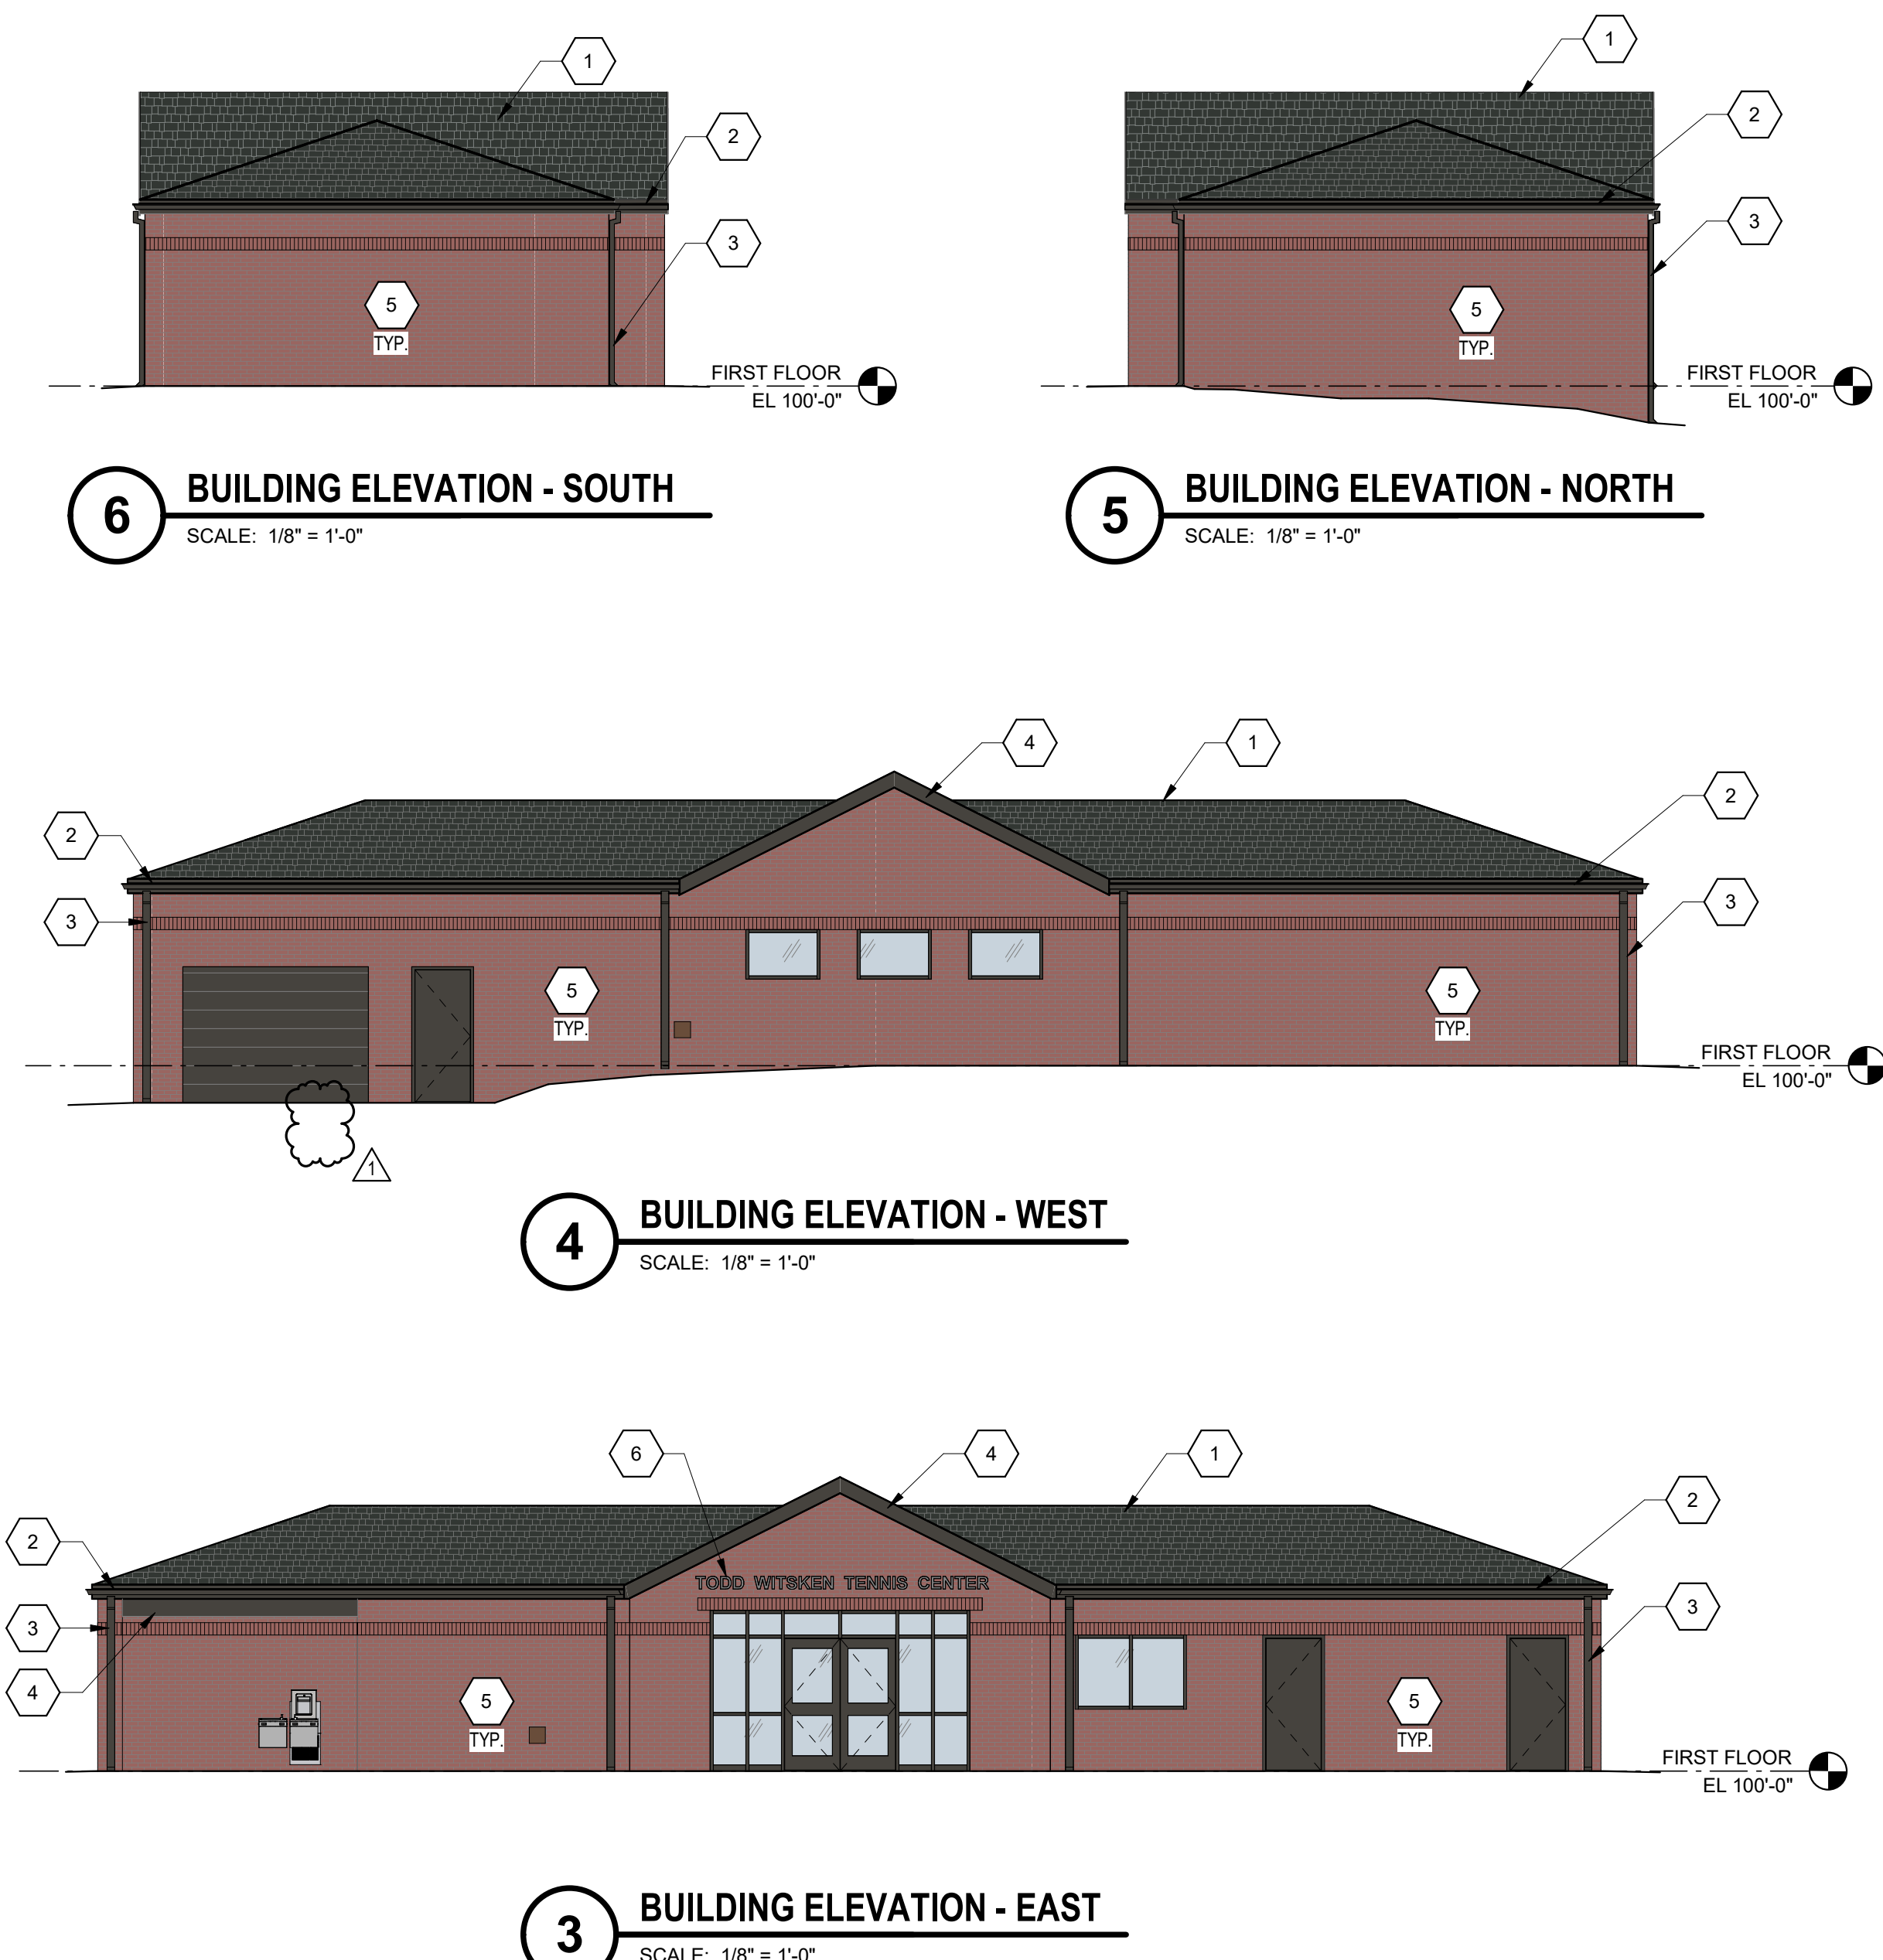 1
2
3
5
TYP.
FIRST FLOOR
EL 100'-0"
6
BUILDING ELEVATION - SOUTH
SCALE: 1/8" = 1'-0"
1
2
3
5
TYP.
FIRST FLOOR
EL 100'-0"
5
BUILDING ELEVATION - NORTH
SCALE: 1/8" = 1'-0"
4
1
2
2
3
3
5
TYP.
5
TYP.
FIRST FLOOR
EL 100'-0"
1
4
BUILDING ELEVATION - WEST
SCALE: 1/8" = 1'-0"
6
4
1
2
2
TODD WITSKEN TENNIS CENTER
3
3
4
5
TYP.
5
TYP.
FIRST FLOOR
EL 100'-0"
3
BUILDING ELEVATION - EAST
SCALE: 1/8" = 1'-0"